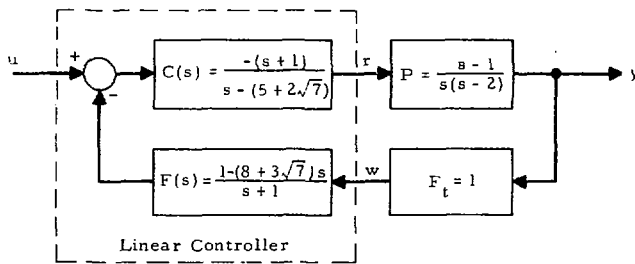 u
+
-
C(s) = -(s + 1) / s - (5 + 2√7)
r
P = s - 1 / s(s - 2)
y
F(s) = 1-(8 + 3√7)s / s + 1
w
F_t = 1
Linear Controller